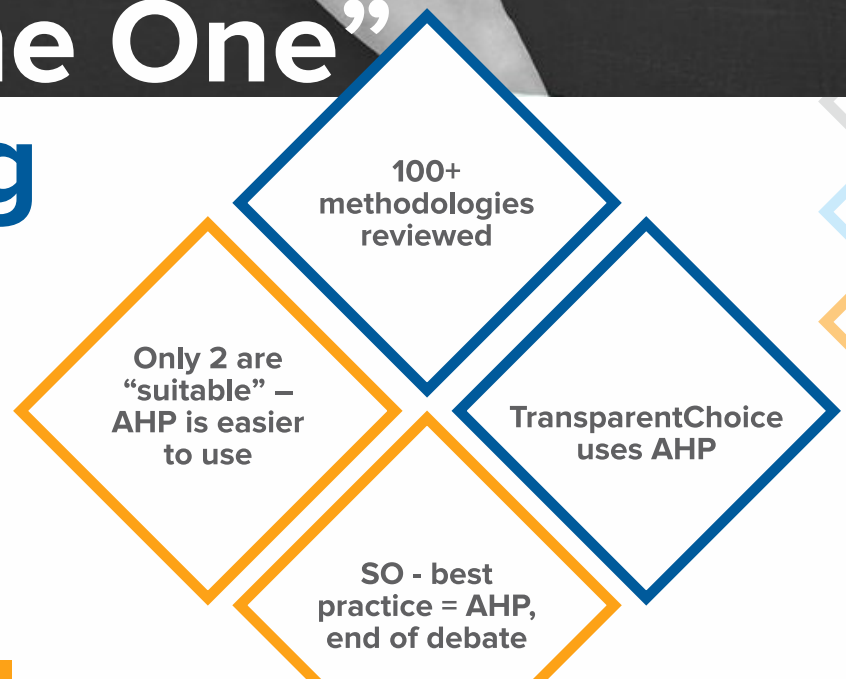 ne One”
g
100+
methodologies
reviewed
Only 2 are
“suitable” –
AHP is easier
to use
TransparentChoice
uses AHP
SO - best
practice = AHP,
end of debate